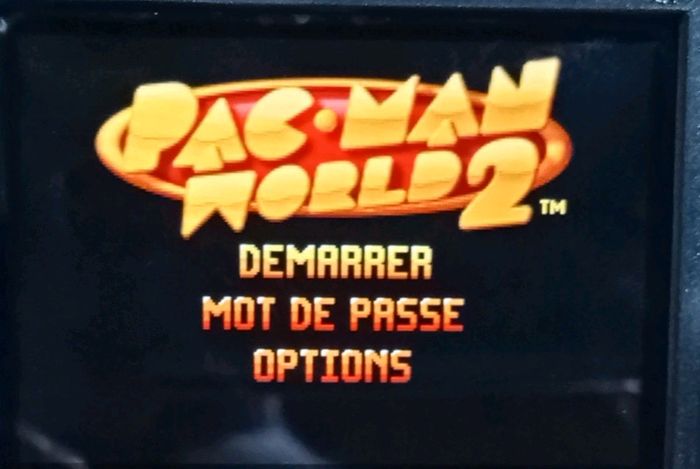 PAC-MAN
WORLD 2 ™
DEMARRER
MOT DE PASSE
OPTIONS